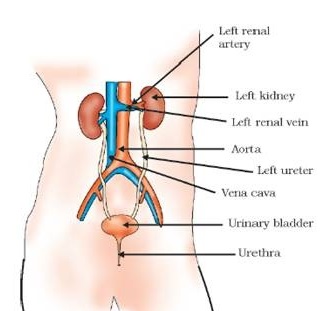 Left renal
artery
Left kidney
Left renal vein
Aorta
Left ureter
Vena cava
Urinary bladder
Urethra